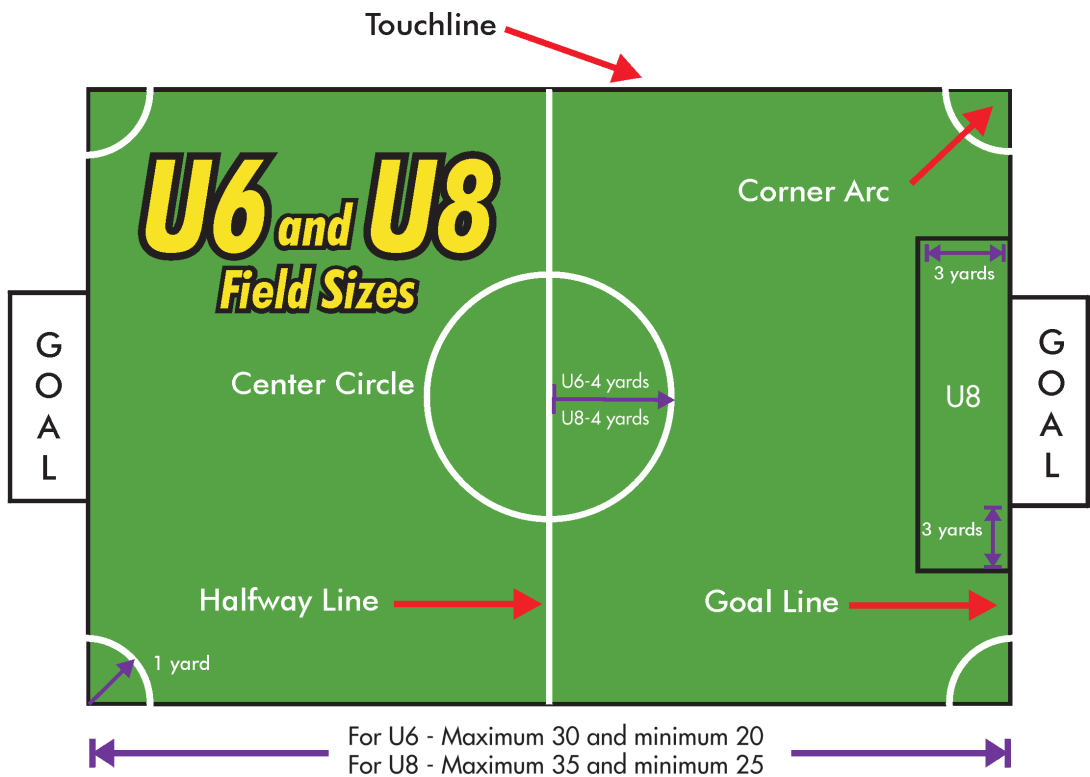 Touchline
U6 and U8
Field Sizes
Corner Arc
3 yards
GOAL
GOAL
Center Circle
U6-4 yards
U8-4 yards
U8
3 yards
Halfway Line
Goal Line
1 yard
For U6 - Maximum 30 and minimum 20
For U8 - Maximum 35 and minimum 25